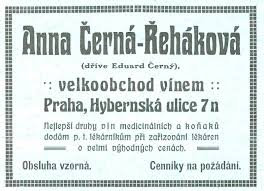 Anna Černá-Řeháková
(dříve Eduard Černý),
:: velkoobchod vínem ::
Praha, Hybernská ulice 7 n
Nejlepší druhy vín medicinálních a koňaků
dodám p. t. lékárníkům při zařizování lékáren
o velmi výhodných cenách.
Obsluha vzorná. Cenníky na požádání.